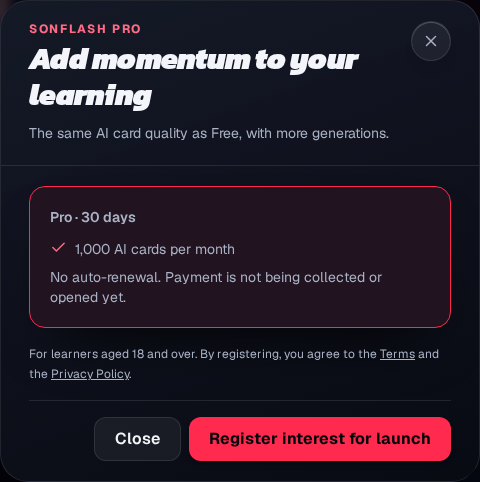 SONFLASH PRO
Add momentum to your
learning
The same AI card quality as Free, with more generations.
Pro · 30 days
1,000 AI cards per month
No auto-renewal. Payment is not being collected or
opened yet.
For learners aged 18 and over. By registering, you agree to the Terms and
the Privacy Policy.
Close
Register interest for launch